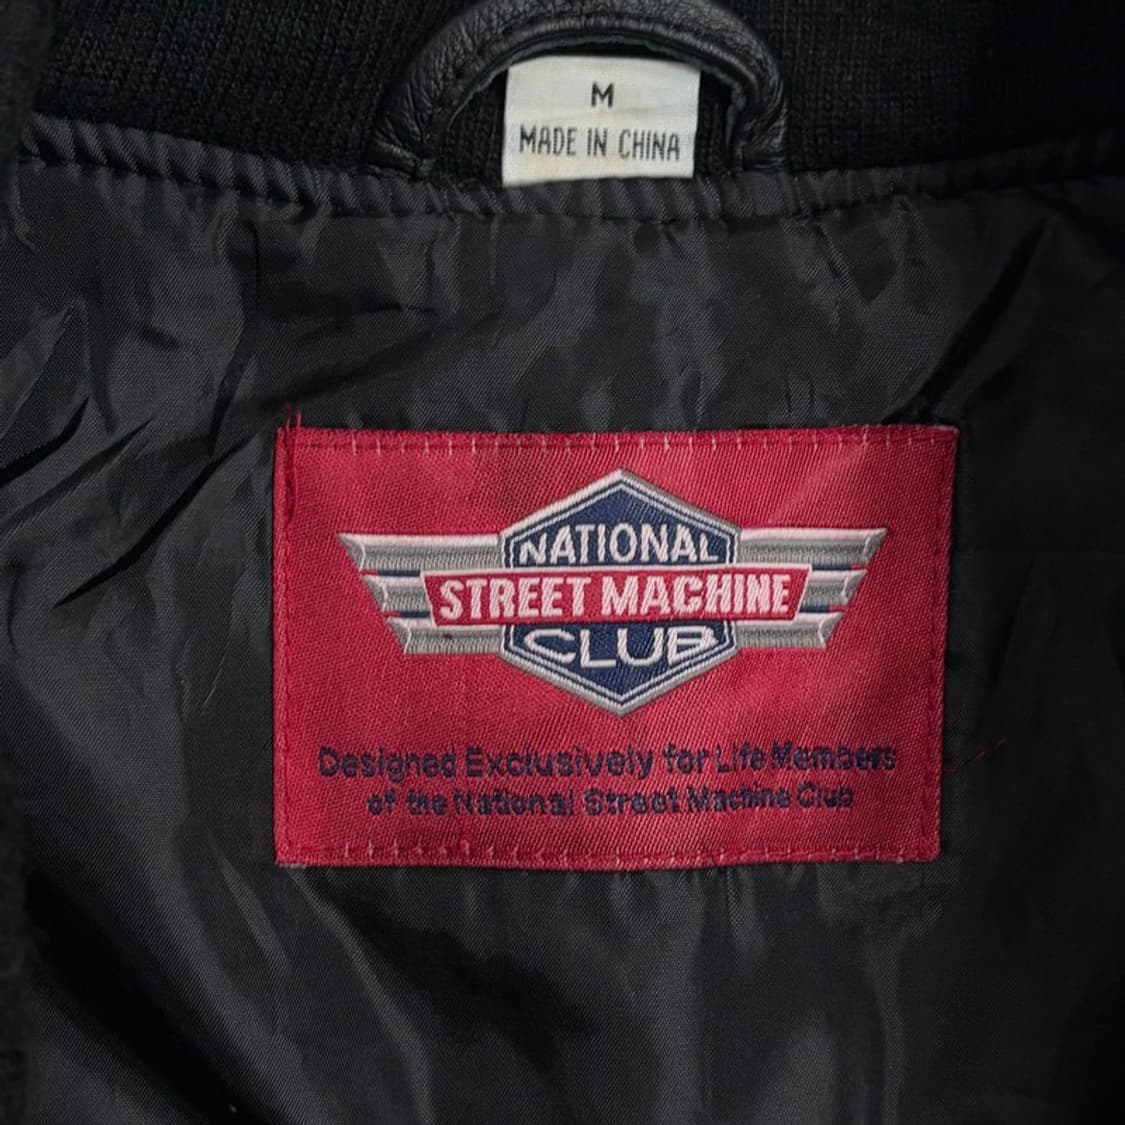 M
MADE IN CHINA
NATIONAL
STREET MACHINE
CLUB
Designed Exclusively for Life Members
of the National Street Machine Club